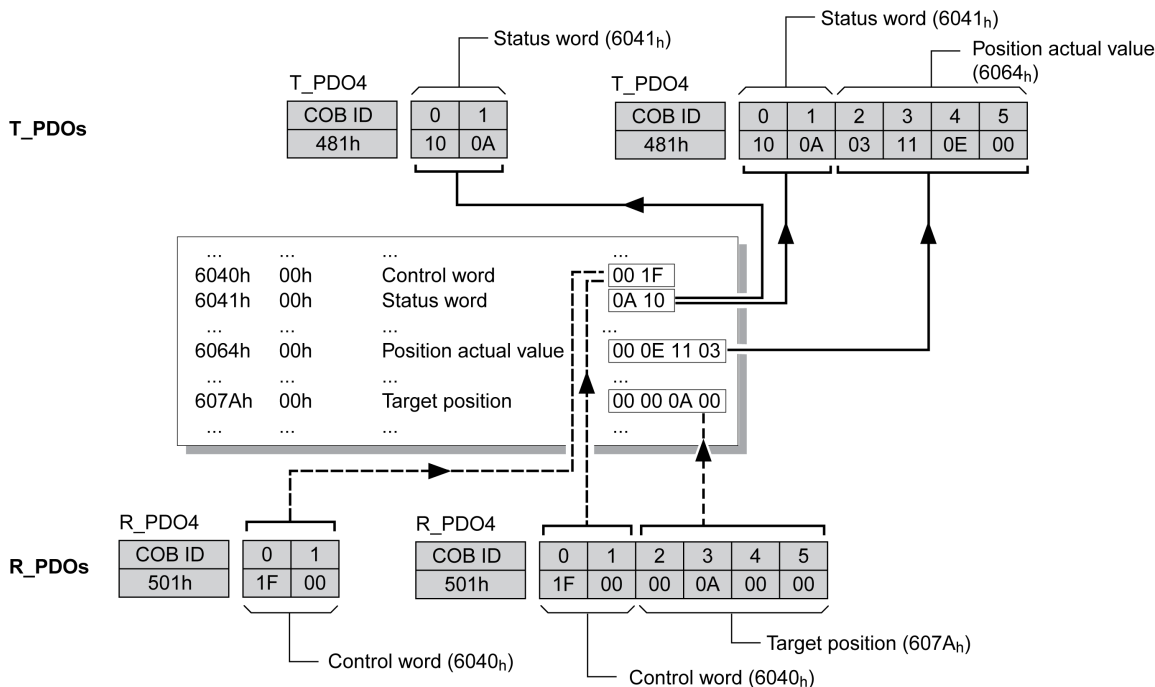 Status word (6041h)
Status word (6041h)
Position actual value
(6064h)
T_PDO4
T_PDO4
T_PDOs
COB ID 0 1
481h 10 0A
COB ID 0 1 2 3 4 5
481h 10 0A 03 11 0E 00
... ... ... ...
6040h 00h Control word 00 1F
6041h 00h Status word 0A 10
... ... ... ...
6064h 00h Position actual value 00 0E 11 03
... ... ... ...
607Ah 00h Target position 00 00 0A 00
... ... ... ...
R_PDO4
R_PDO4
R_PDOs
COB ID 0 1
501h 1F 00
COB ID 0 1 2 3 4 5
501h 1F 00 00 0A 00 00
Target position (607Ah)
Control word (6040h)
Control word (6040h)